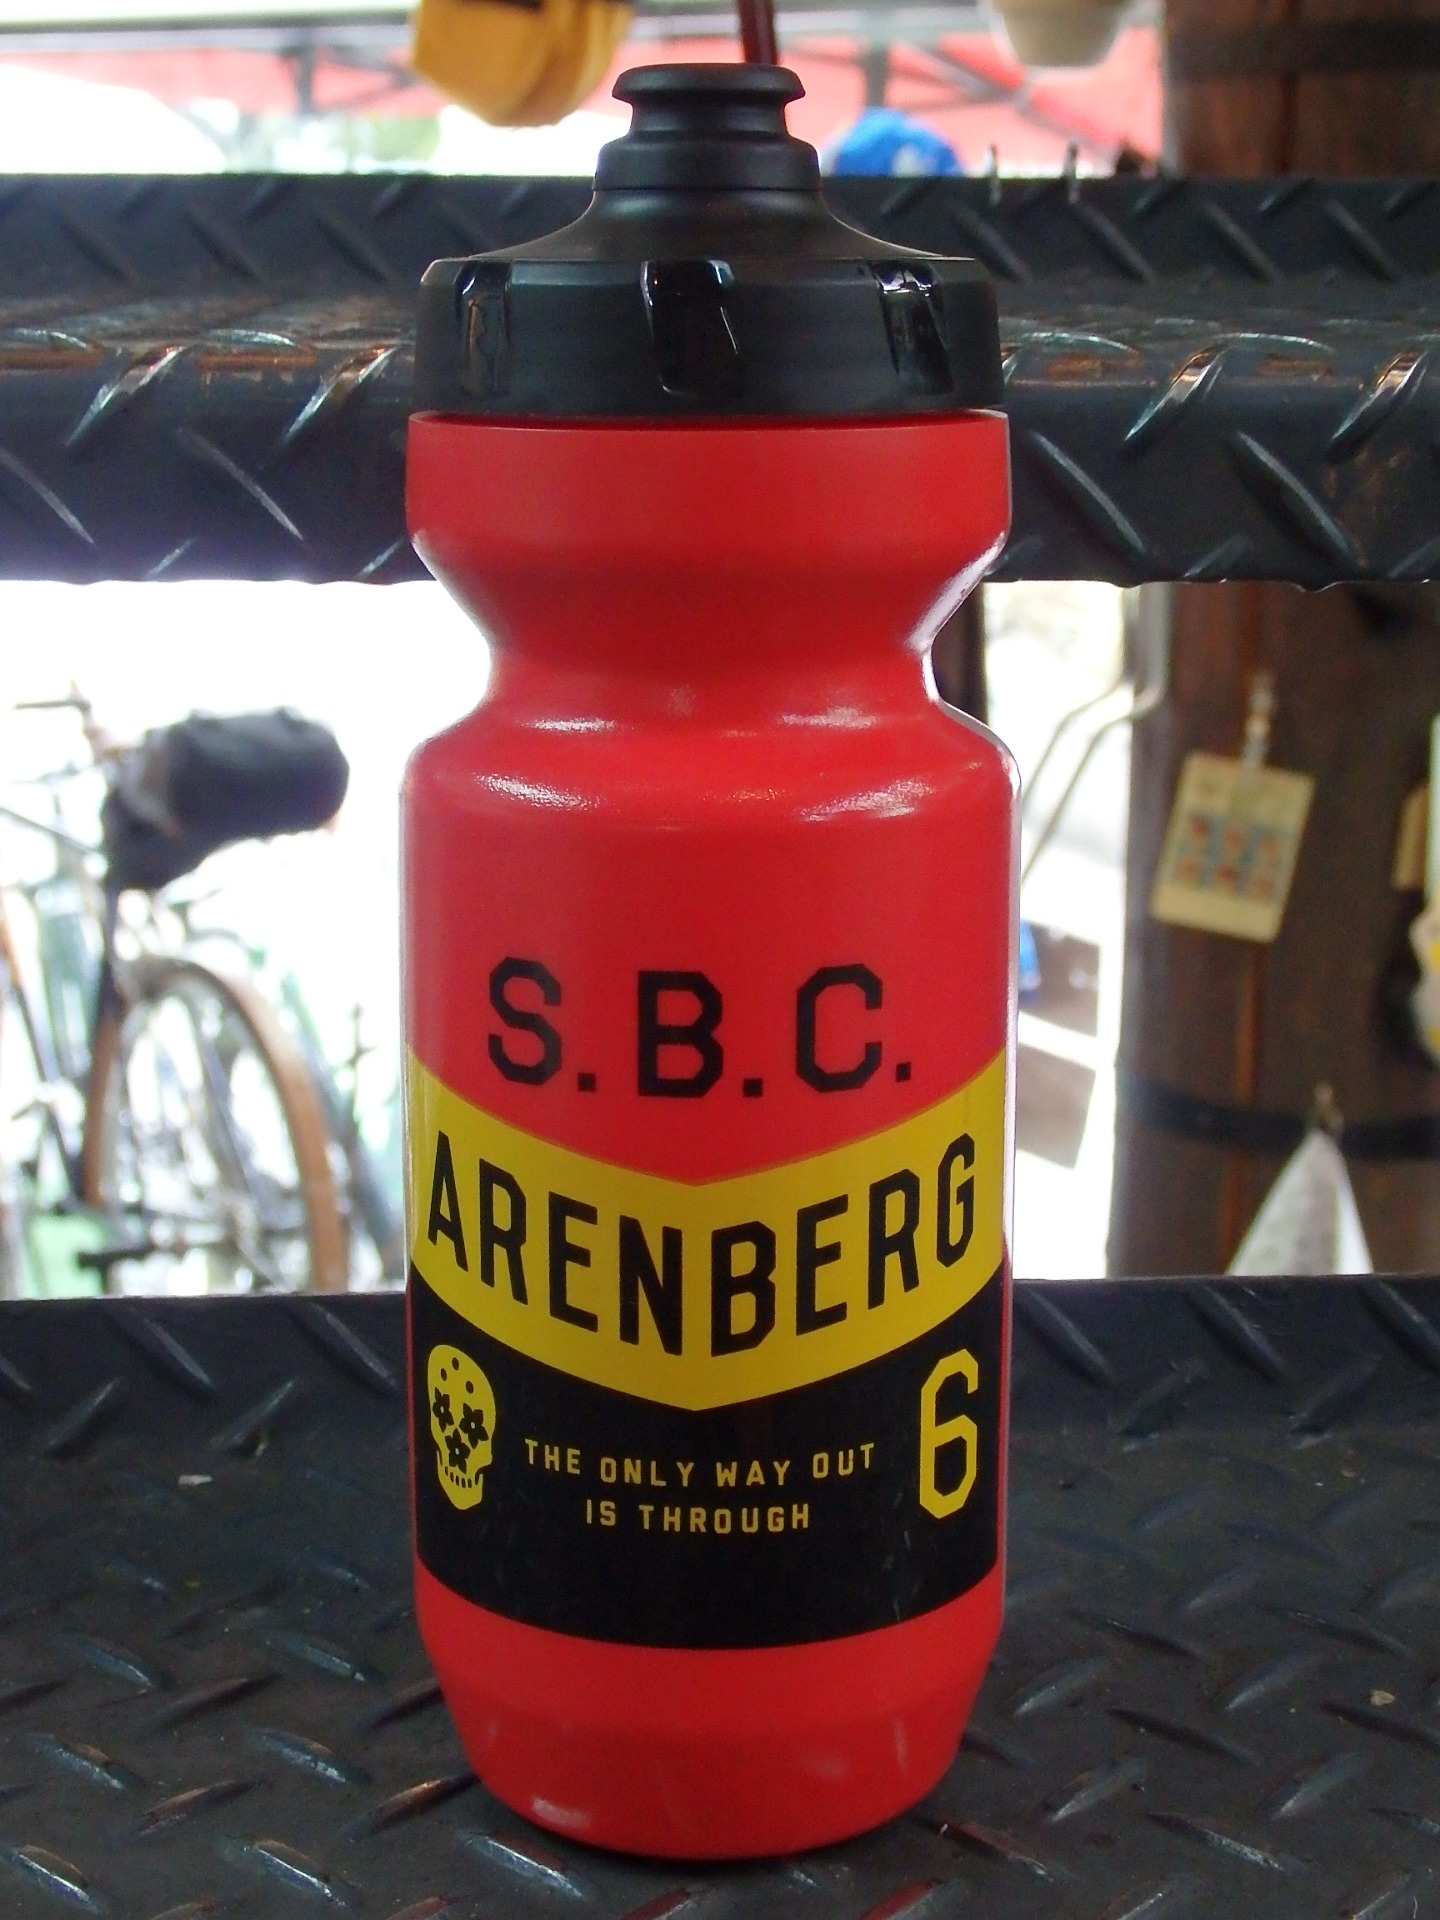 S.B.C.
ARENBERG
6
THE ONLY WAY OUT
IS THROUGH